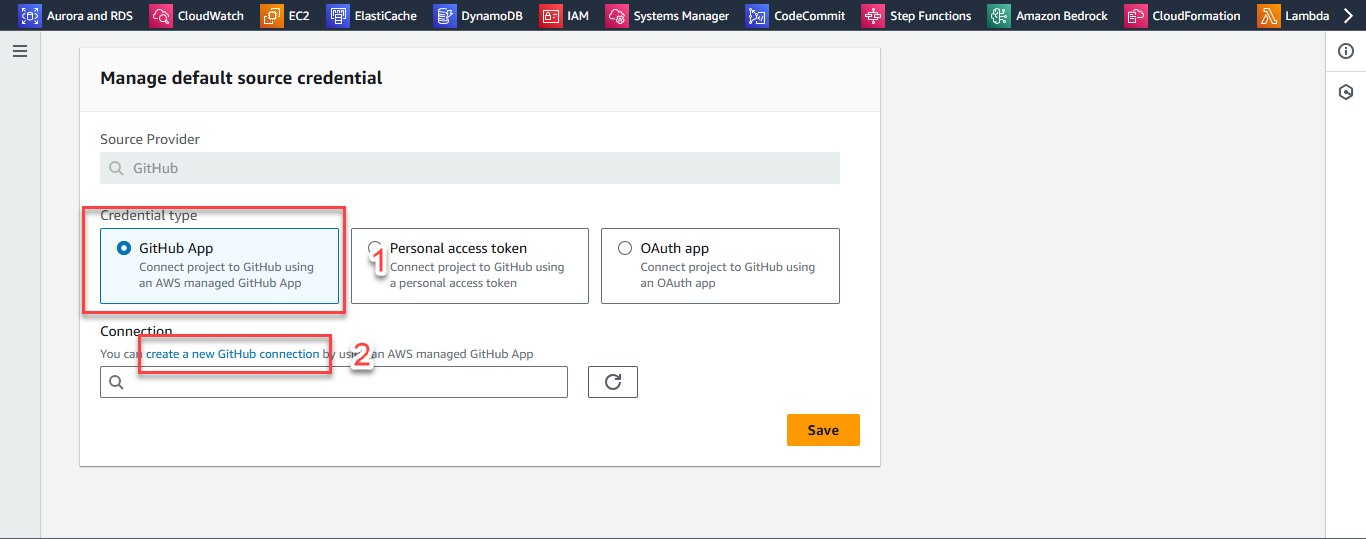 Aurora and RDS CloudWatch EC2 ElastiCache DynamoDB IAM Systems Manager CodeCommit Step Functions Amazon Bedrock CloudFormation Lambda
Manage default source credential
Source Provider
GitHub
Credential type
GitHub App
Connect project to GitHub using
an AWS managed GitHub App
1
Personal access token
Connect project to GitHub using
a personal access token
OAuth app
Connect project to GitHub using
an OAuth app
Connection
You can create a new GitHub connection by using an AWS managed GitHub App
2
Save